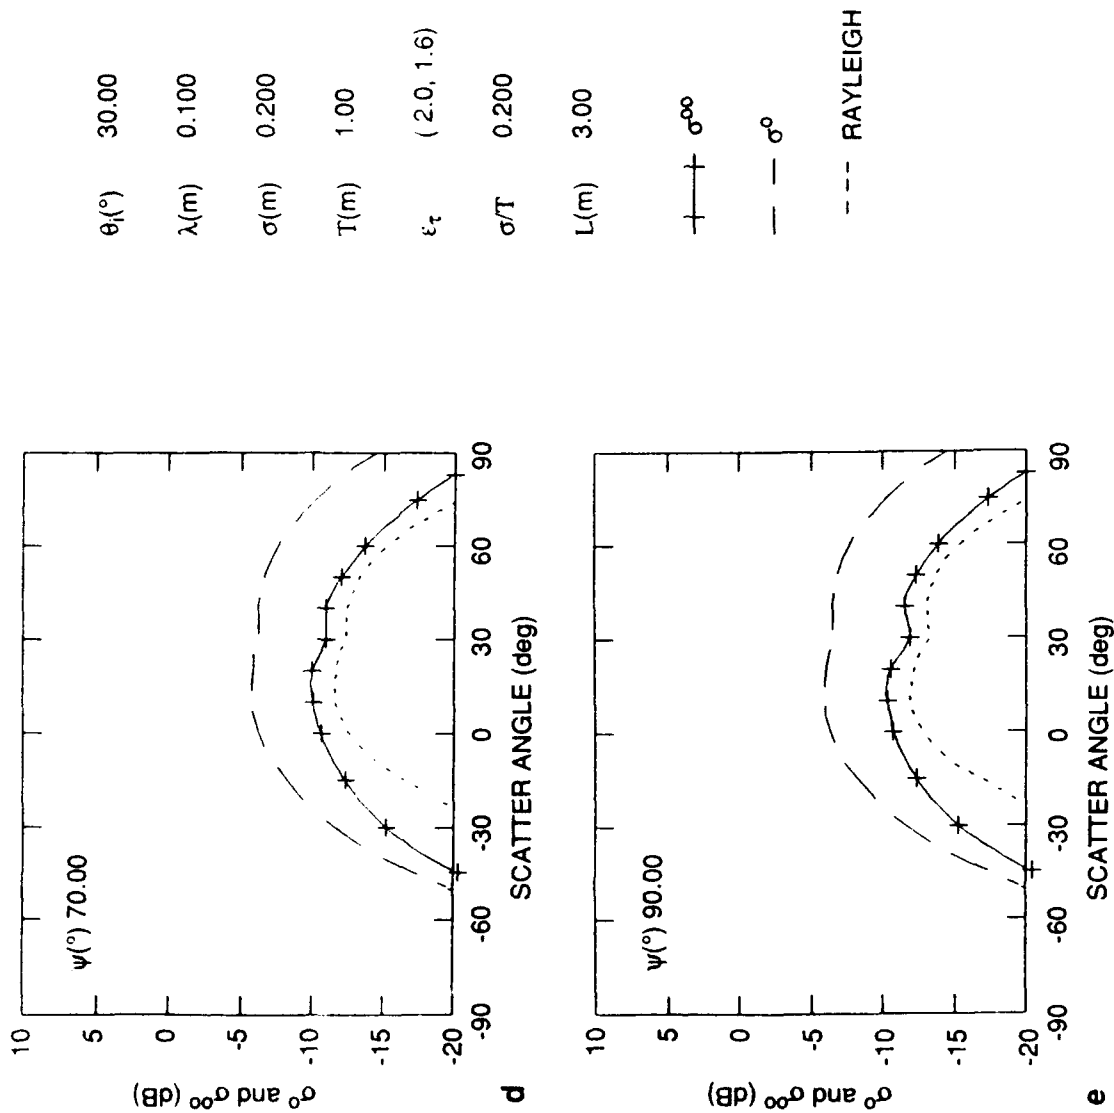 10
5
0
-5
-10
-15
-20
σ° and σ°° (dB)
ψ(°) 70.00
-90 -60 -30 0 30 60 90
SCATTER ANGLE (deg)
d
10
5
0
-5
-10
-15
-20
σ° and σ°° (dB)
ψ(°) 90.00
-90 -60 -30 0 30 60 90
SCATTER ANGLE (deg)
e
θi(°) 30.00
λ(m) 0.100
σ(m) 0.200
T(m) 1.00
ετ ( 2.0, 1.6)
σ/T 0.200
L(m) 3.00
σ°°
σ°
RAYLEIGH